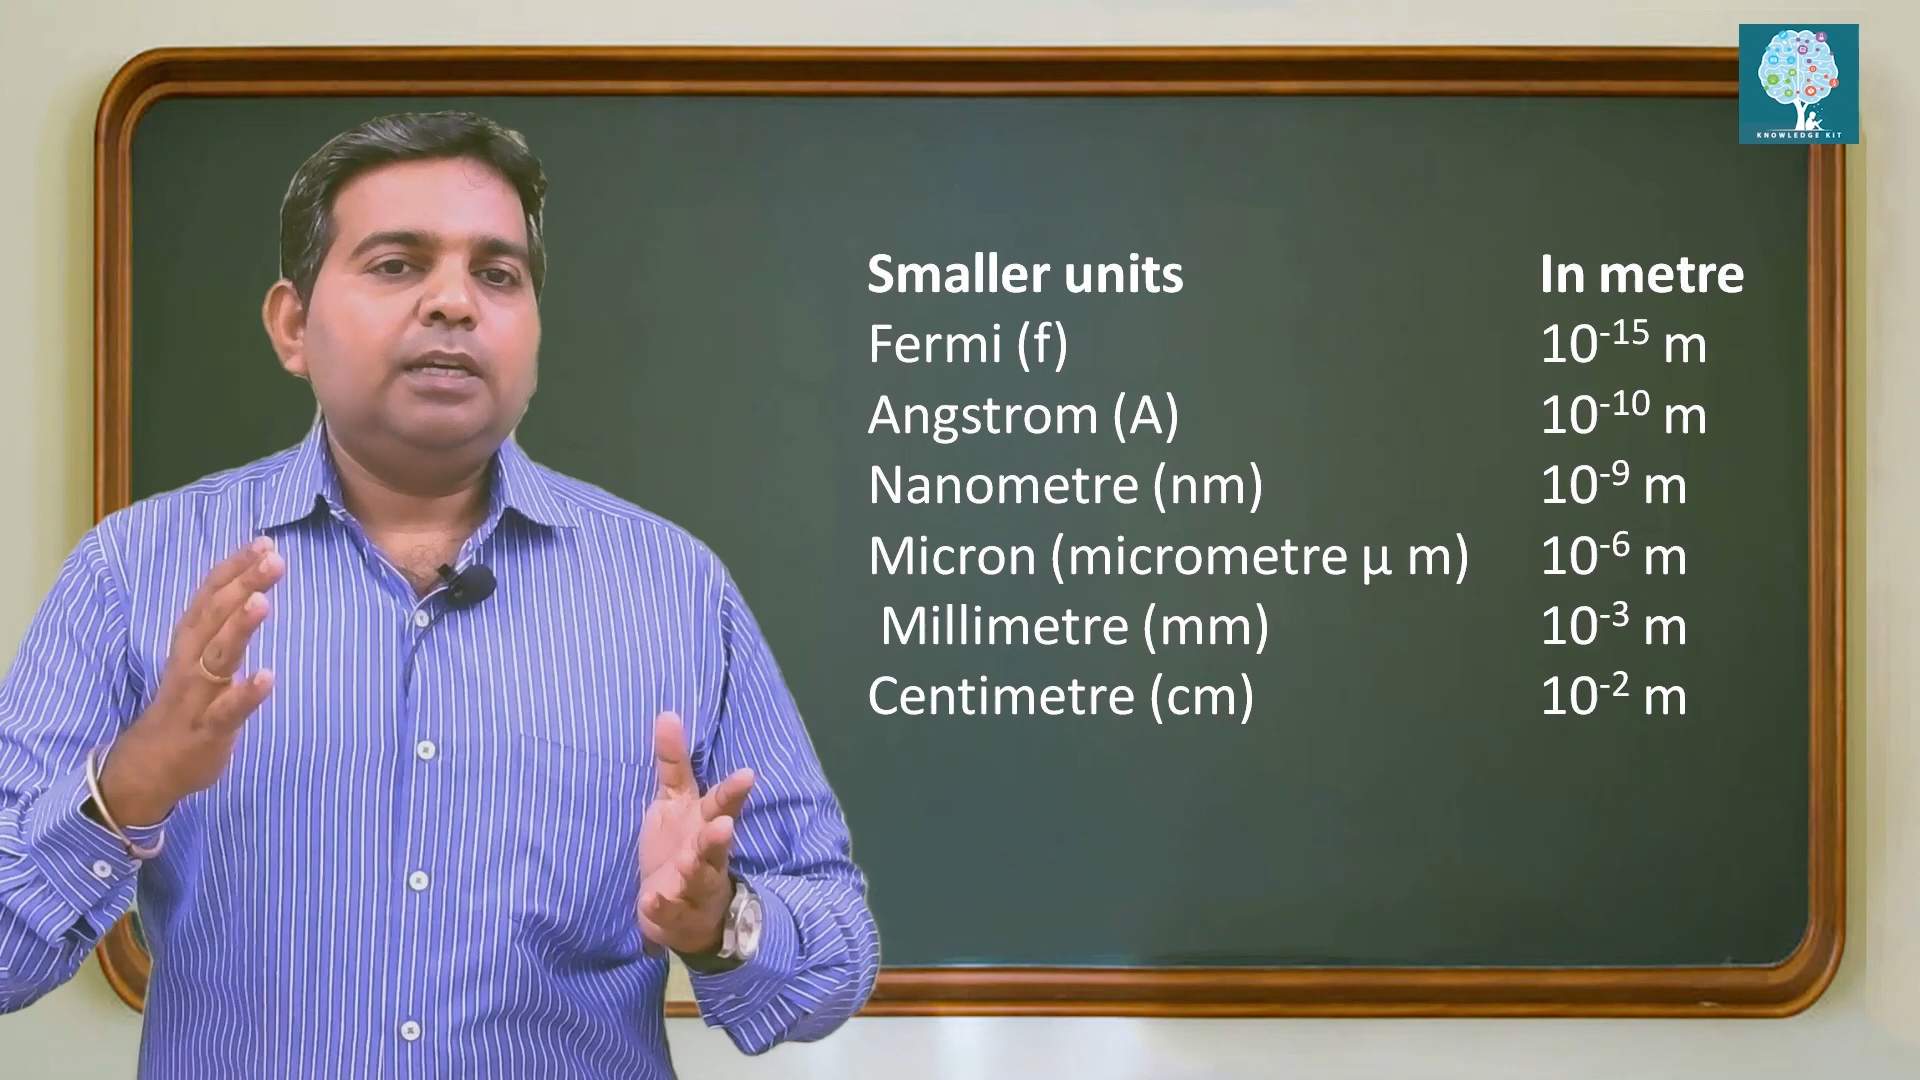 KNOWLEDGE KIT
Smaller units In metre
Fermi (f) 10⁻¹⁵ m
Angstrom (A) 10⁻¹⁰ m
Nanometre (nm) 10⁻⁹ m
Micron (micrometre µ m) 10⁻⁶ m
Millimetre (mm) 10⁻³ m
Centimetre (cm) 10⁻² m